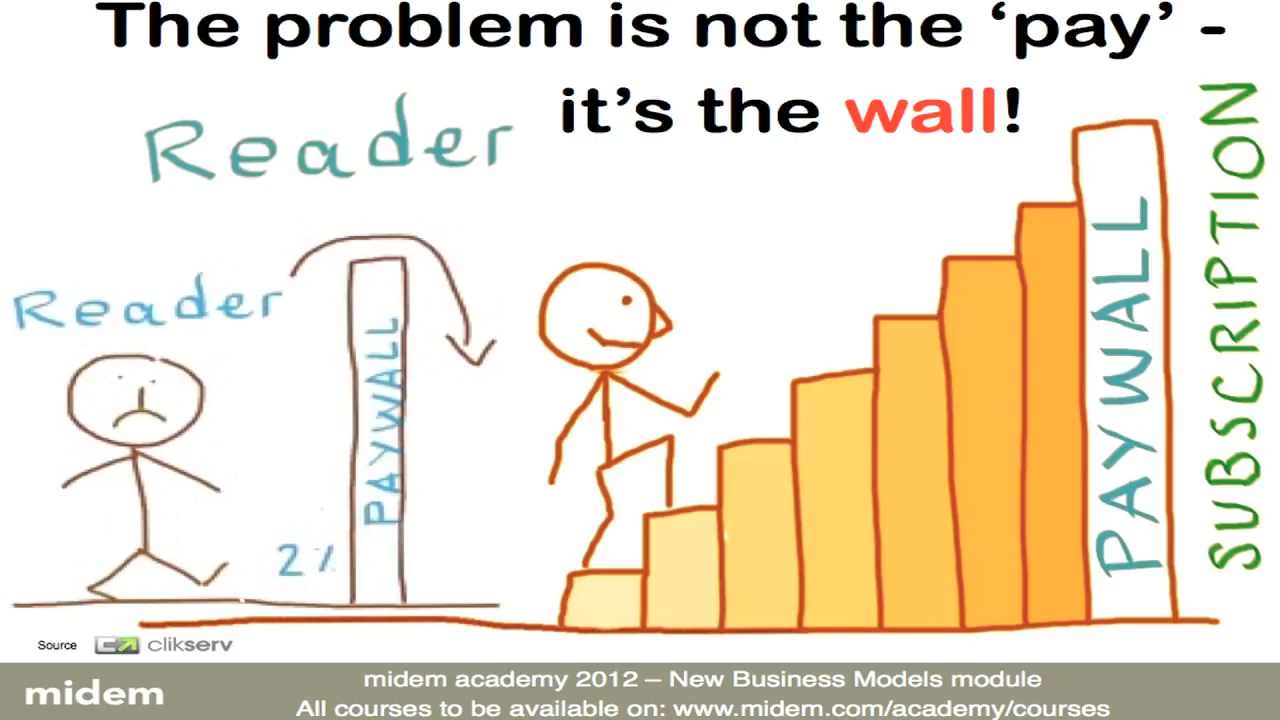 The problem is not the ‘pay’ -
it’s the wall!
Reader
Reader
PAYWALL
2%
PAYWALL
SUBSCRIPTION
Source
clikserv
midem
midem academy 2012 – New Business Models module
All courses to be available on: www.midem.com/academy/courses